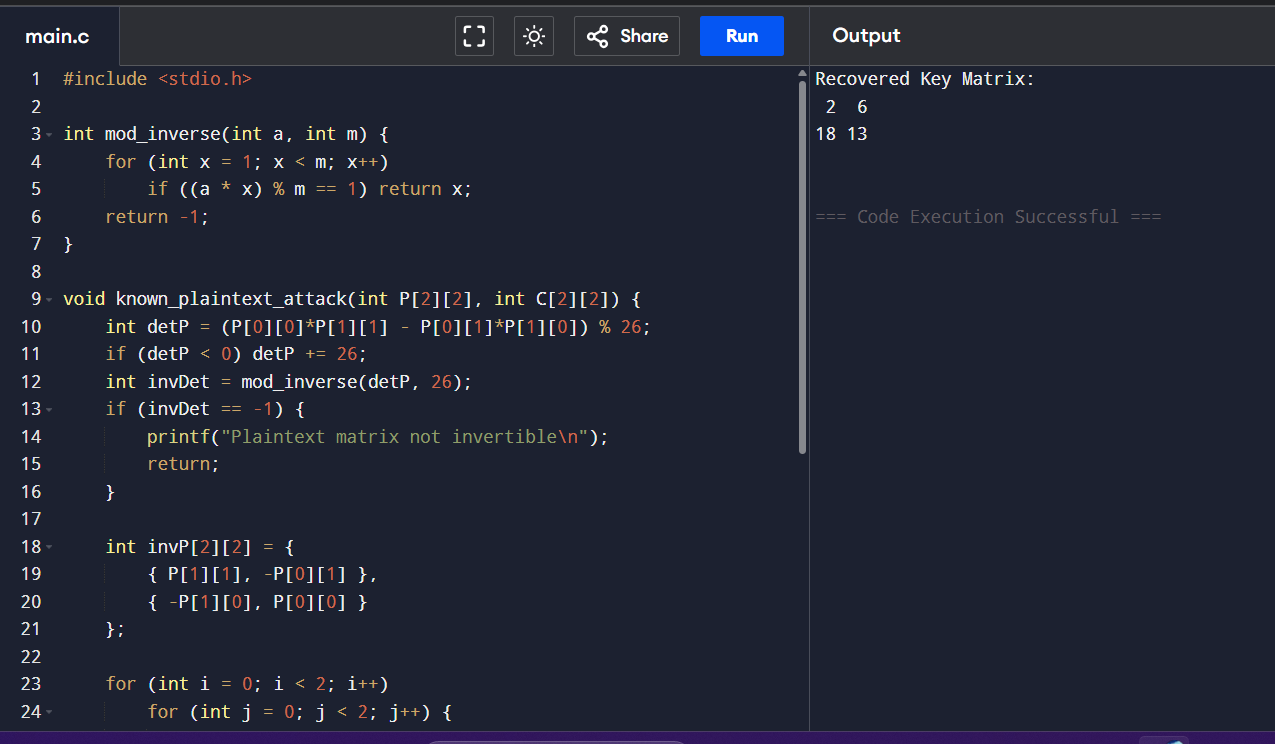 main.c
Share
Run
Output
1 #include <stdio.h>
2
3 int mod_inverse(int a, int m) {
4     for (int x = 1; x < m; x++)
5         if ((a * x) % m == 1) return x;
6     return -1;
7 }
8
9 void known_plaintext_attack(int P[2][2], int C[2][2]) {
10     int detP = (P[0][0]*P[1][1] - P[0][1]*P[1][0]) % 26;
11     if (detP < 0) detP += 26;
12     int invDet = mod_inverse(detP, 26);
13     if (invDet == -1) {
14         printf("Plaintext matrix not invertible\n");
15         return;
16     }
17
18     int invP[2][2] = {
19         { P[1][1], -P[0][1] },
20         { -P[1][0], P[0][0] }
21     };
22
23     for (int i = 0; i < 2; i++)
24         for (int j = 0; j < 2; j++) {
Recovered Key Matrix:
 2  6
18 13
=== Code Execution Successful ===